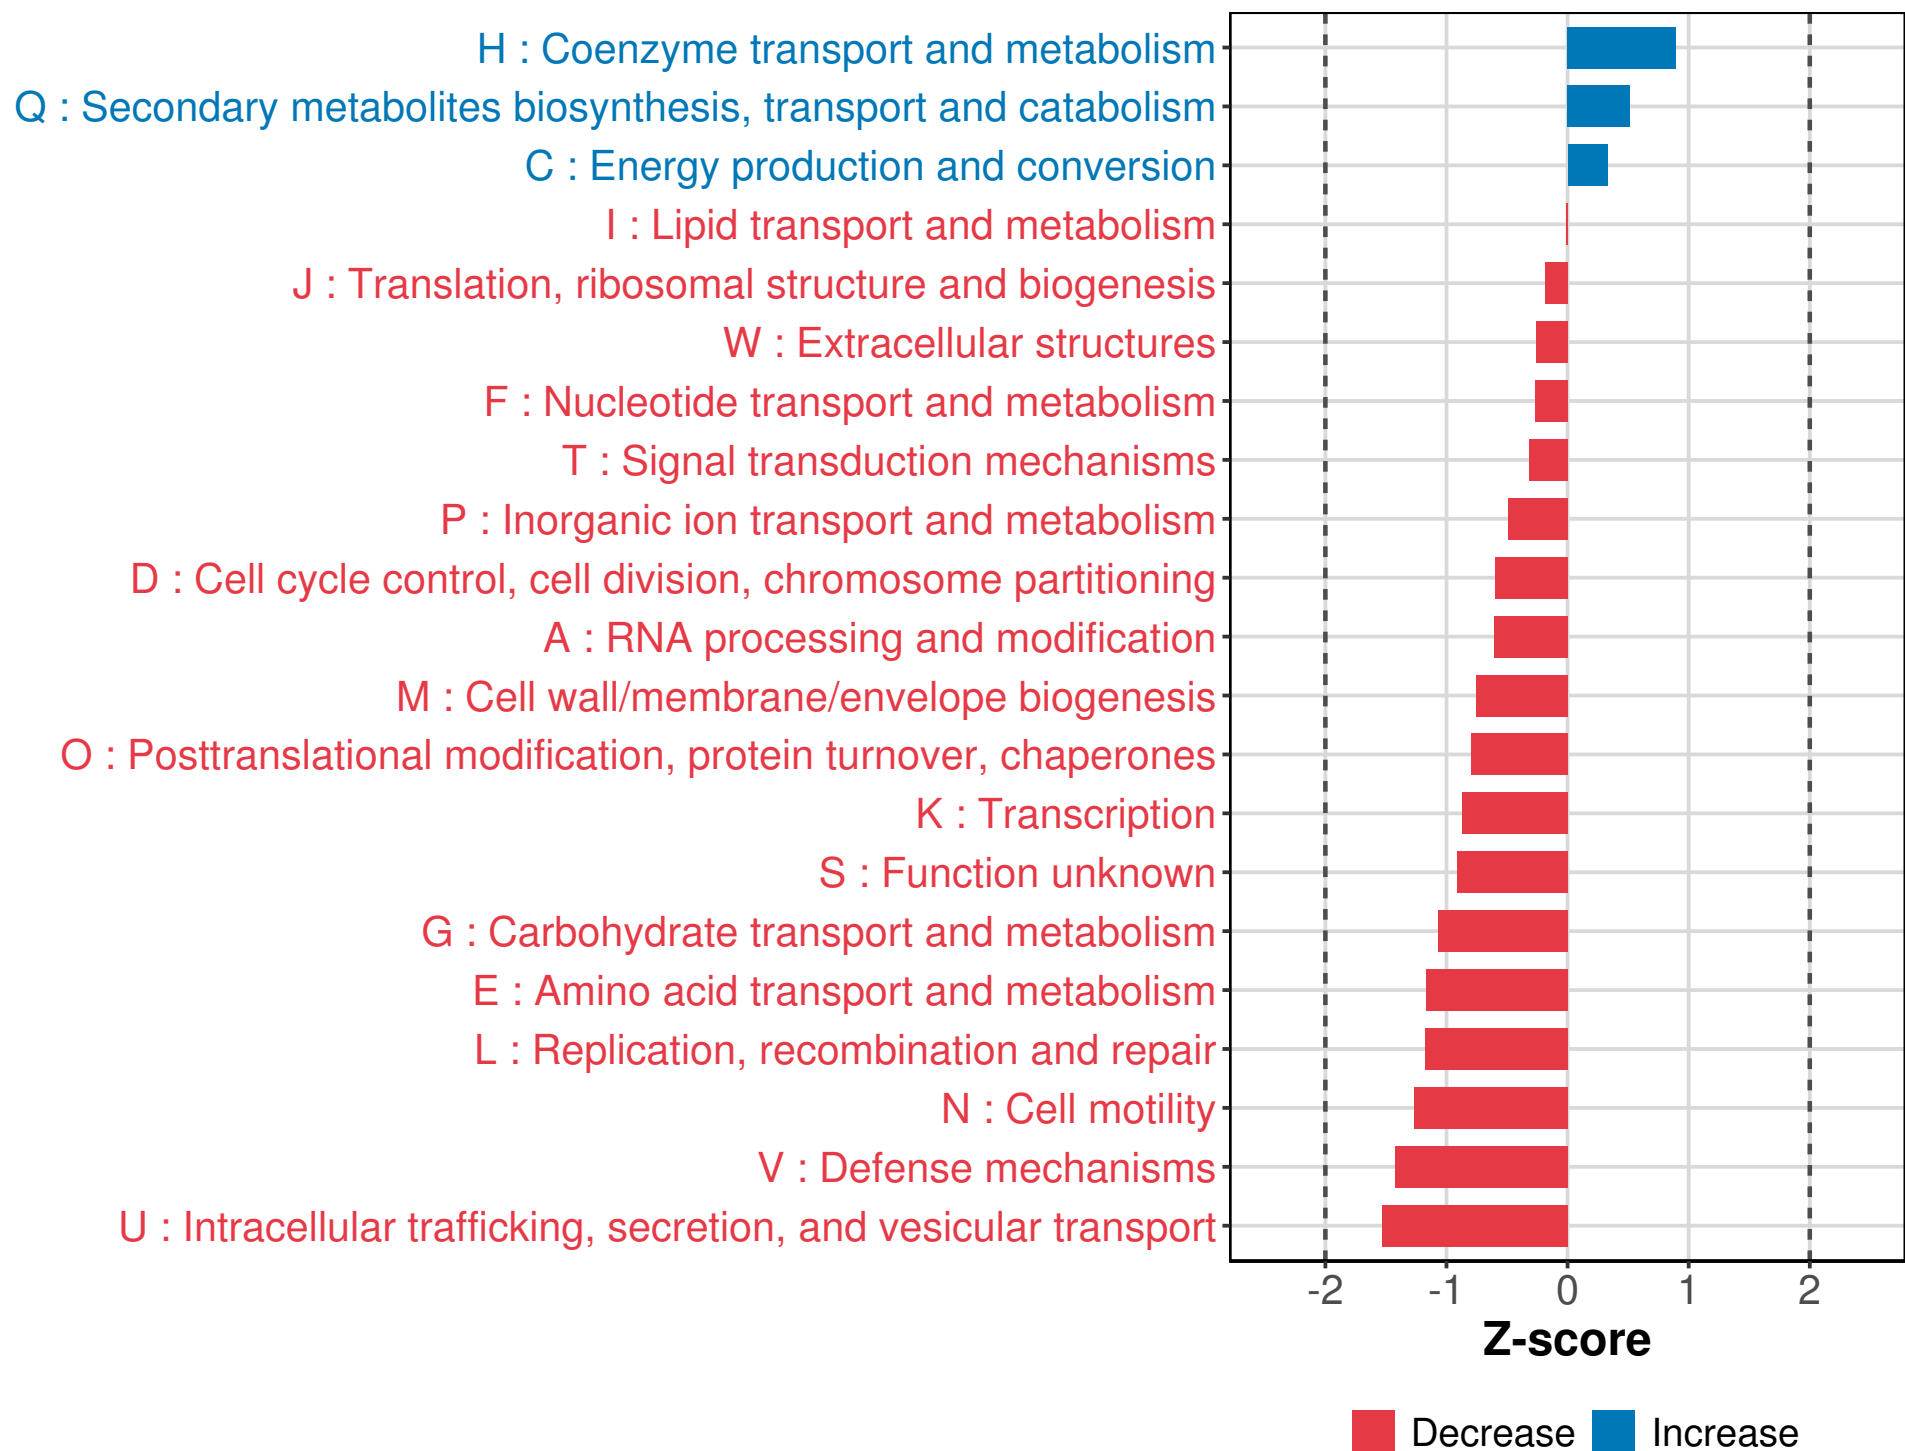 H : Coenzyme transport and metabolism
Q : Secondary metabolites biosynthesis, transport and catabolism
C : Energy production and conversion
I : Lipid transport and metabolism
J : Translation, ribosomal structure and biogenesis
W : Extracellular structures
F : Nucleotide transport and metabolism
T : Signal transduction mechanisms
P : Inorganic ion transport and metabolism
D : Cell cycle control, cell division, chromosome partitioning
A : RNA processing and modification
M : Cell wall/membrane/envelope biogenesis
O : Posttranslational modification, protein turnover, chaperones
K : Transcription
S : Function unknown
G : Carbohydrate transport and metabolism
E : Amino acid transport and metabolism
L : Replication, recombination and repair
N : Cell motility
V : Defense mechanisms
U : Intracellular trafficking, secretion, and vesicular transport
-2 -1 0 1 2
Z-score
Decrease Increase